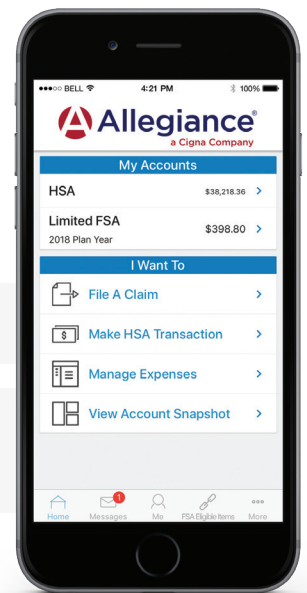 BELL 4:21 PM 100%
Allegiance®
a Cigna Company
My Accounts
HSA $38,218.36
Limited FSA
2018 Plan Year $398.80
I Want To
File A Claim
$ Make HSA Transaction
Manage Expenses
View Account Snapshot
1
Home Messages Me FSA Eligible Items More